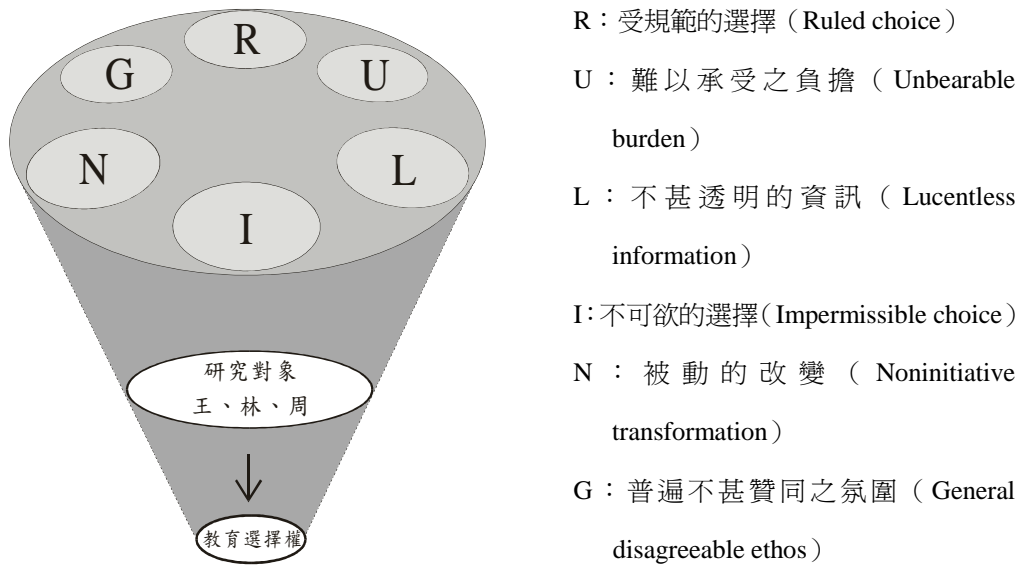 R
G
U
N
L
I
研究對象
王、林、周
教育選擇權
R：受規範的選擇（Ruled choice）
U：難以承受之負擔（Unbearable
burden）
L：不甚透明的資訊（Lucentless
information）
I：不可欲的選擇（Impermissible choice）
N：被動的改變（Noninitiative
transformation）
G：普遍不甚贊同之氛圍（General
disagreeable ethos）